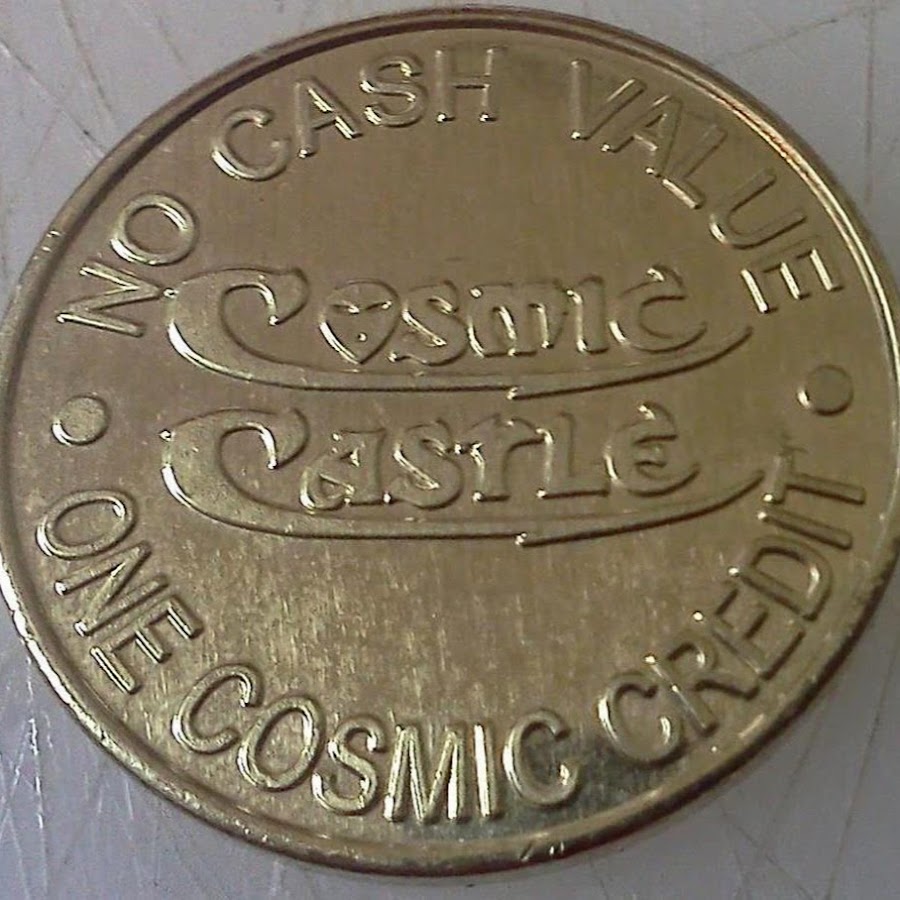 NO CASH VALUE
Cosmic
Castle
• ONE COSMIC CREDIT •